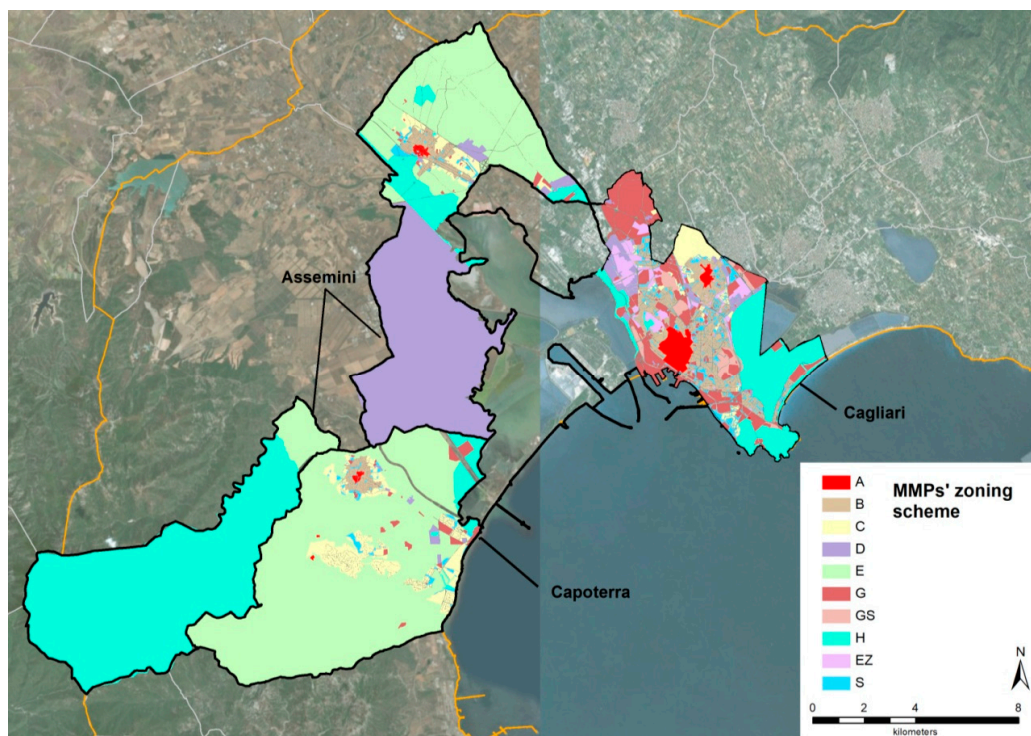 Assemini
Cagliari
Capoterra
MMPs' zoning
scheme
A
B
C
D
E
G
GS
H
EZ
S
N
0 2 4 8
kilometers